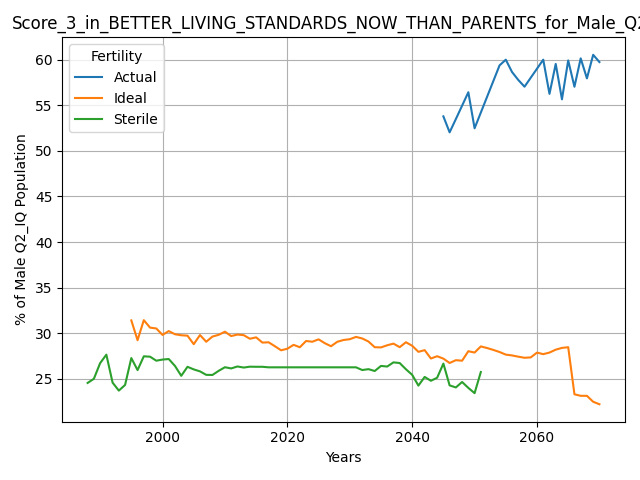 Score_3_in_BETTER_LIVING_STANDARDS_NOW_THAN_PARENTS_for_Male_Q2
Fertility
Actual
Ideal
Sterile
60
55
50
45
40
35
30
25
% of Male Q2_IQ Population
2000 2020 2040 2060
Years